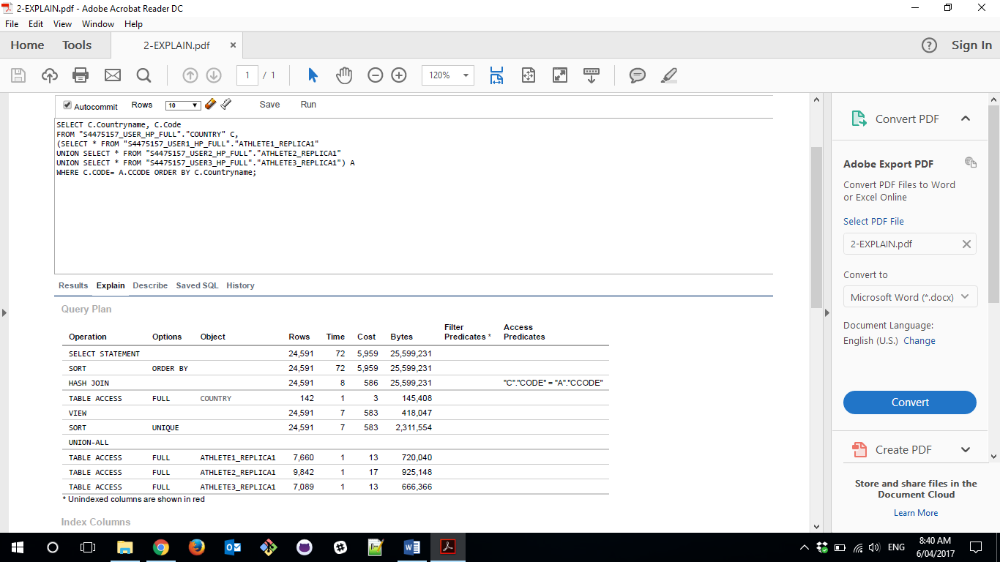 2-EXPLAIN.pdf - Adobe Acrobat Reader DC
File Edit View Window Help
Home Tools 2-EXPLAIN.pdf × ? Sign In
1 / 1 120%
Autocommit Rows 10 Save Run
SELECT C.Countryname, C.Code
FROM "S4475157_USER_HP_FULL"."COUNTRY" C,
(SELECT * FROM "S4475157_USER1_HP_FULL"."ATHLETE1_REPLICA1"
UNION SELECT * FROM "S4475157_USER2_HP_FULL"."ATHLETE2_REPLICA1"
UNION SELECT * FROM "S4475157_USER3_HP_FULL"."ATHLETE3_REPLICA1") A
WHERE C.CODE= A.CCODE ORDER BY C.Countryname;
Results Explain Describe Saved SQL History
Query Plan
Operation Options Object Rows Time Cost Bytes Filter Predicates * Access Predicates
SELECT STATEMENT 24,591 72 5,959 25,599,231
SORT ORDER BY 24,591 72 5,959 25,599,231
HASH JOIN 24,591 8 586 25,599,231 "C"."CODE" = "A"."CCODE"
TABLE ACCESS FULL COUNTRY 142 1 3 145,408
VIEW 24,591 7 583 418,047
SORT UNIQUE 24,591 7 583 2,311,554
UNION-ALL
TABLE ACCESS FULL ATHLETE1_REPLICA1 7,660 1 13 720,040
TABLE ACCESS FULL ATHLETE2_REPLICA1 9,842 1 17 925,148
TABLE ACCESS FULL ATHLETE3_REPLICA1 7,089 1 13 666,366
* Unindexed columns are shown in red
Index Columns
Convert PDF
Adobe Export PDF
Convert PDF Files to Word
or Excel Online
Select PDF File
2-EXPLAIN.pdf
Convert to
Microsoft Word (*.docx)
Document Language:
English (U.S.) Change
Convert
Create PDF
Store and share files in the
Document Cloud
Learn More
ENG
8:40 AM
6/04/2017